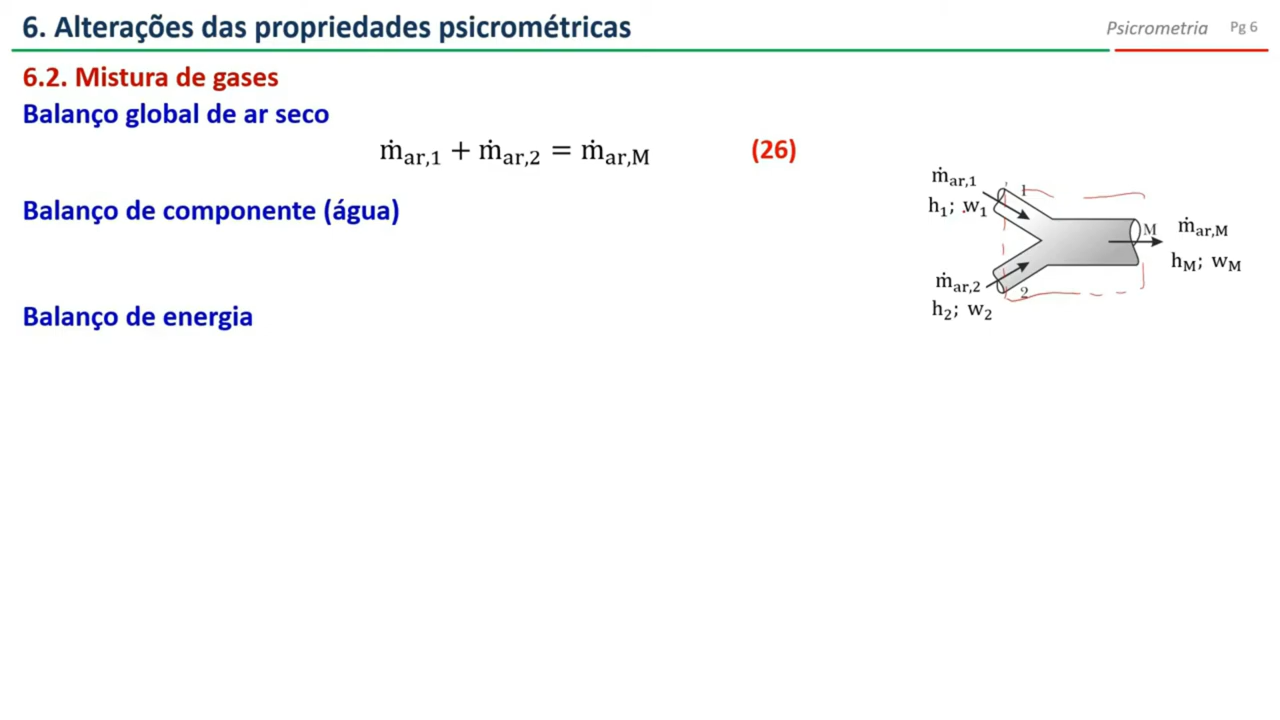 6. Alterações das propriedades psicrométricas
Psicrometria Pg 6
6.2. Mistura de gases
Balanço global de ar seco
ṁar,1 + ṁar,2 = ṁar,M (26)
Balanço de componente (água)
Balanço de energia
ṁar,1
h1; w1
1
M
ṁar,M
hM; wM
ṁar,2
h2; w2
2